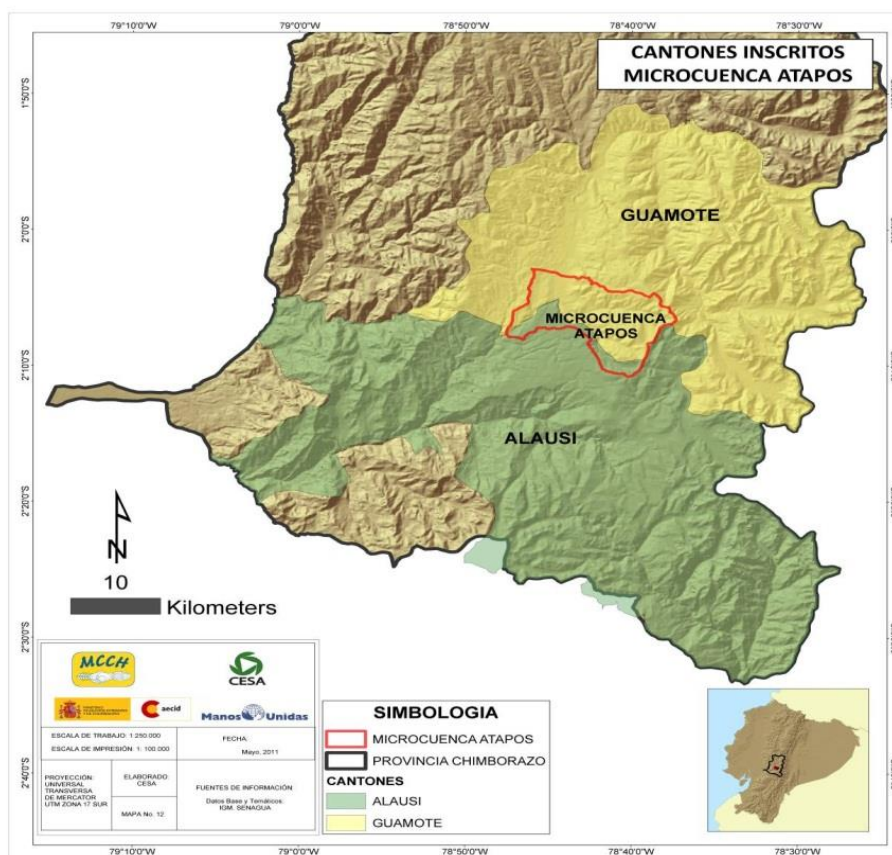 79°10'0"W 79°0'0"W 78°50'0"W 78°40'0"W 78°30'0"W
CANTONES INSCRITOS
MICROCUENCA ATAPOS
1°50'0"S
GUAMOTE
2°0'0"S
MICROCUENCA
ATAPOS
2°10'0"S
ALAUSI
2°20'0"S
N
10
Kilometers
2°30'0"S
MCCH
CESA
aecid
Manos Unidas
ESCALA DE TRABAJO: 1:250.000
ESCALA DE IMPRESIÓN: 1: 100.000
FECHA:
Mayo, 2011
PROYECCIÓN:
UNIVERSAL
TRANSVERSA
DE MERCATOR
UTM ZONA 17 SUR
ELABORADO:
CESA
MAPA No. 12
FUENTES DE INFORMACIÓN
Datos Base y Temáticos:
IGM. SENAGUA
SIMBOLOGIA
MICROCUENCA ATAPOS
PROVINCIA CHIMBORAZO
CANTONES
ALAUSI
GUAMOTE
2°40'0"S
79°10'0"W 79°0'0"W 78°50'0"W 78°40'0"W 78°30'0"W